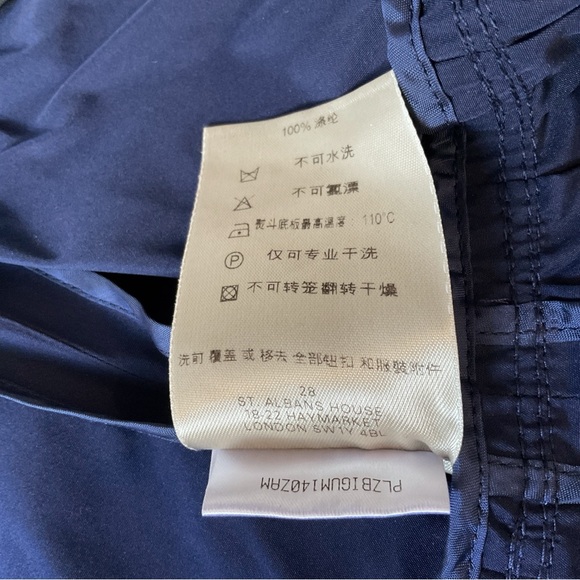 100% 涤纶
不可水洗
不可氯漂
熨斗底板最高温度：110°C
仅可专业干洗
不可转笼翻转干燥
洗前 覆盖 或 移去 全部钮扣 和服装附件
28
ST. ALBANS HOUSE
18.22 HAYMARKET
LONDON SW1Y 4BL
PLZBIGUM140ZAM